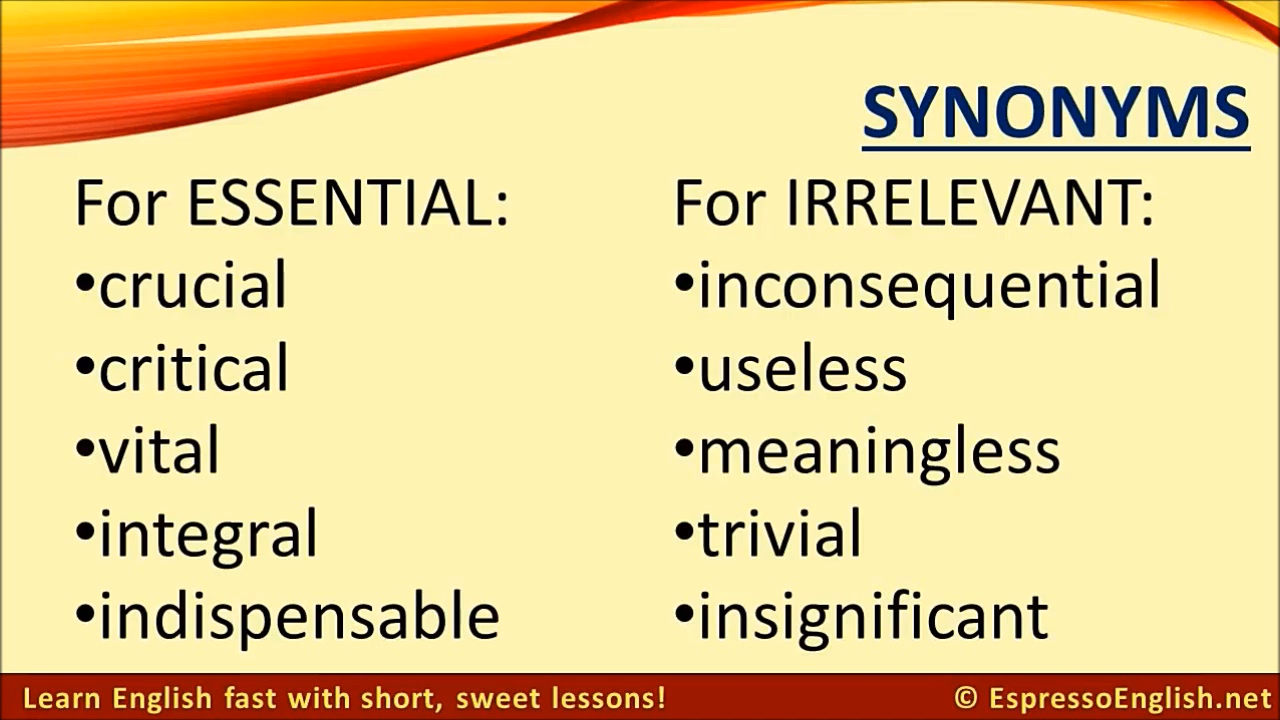 SYNONYMS
For ESSENTIAL:
•crucial
•critical
•vital
•integral
•indispensable
For IRRELEVANT:
•inconsequential
•useless
•meaningless
•trivial
•insignificant
Learn English fast with short, sweet lessons!
© EspressoEnglish.net